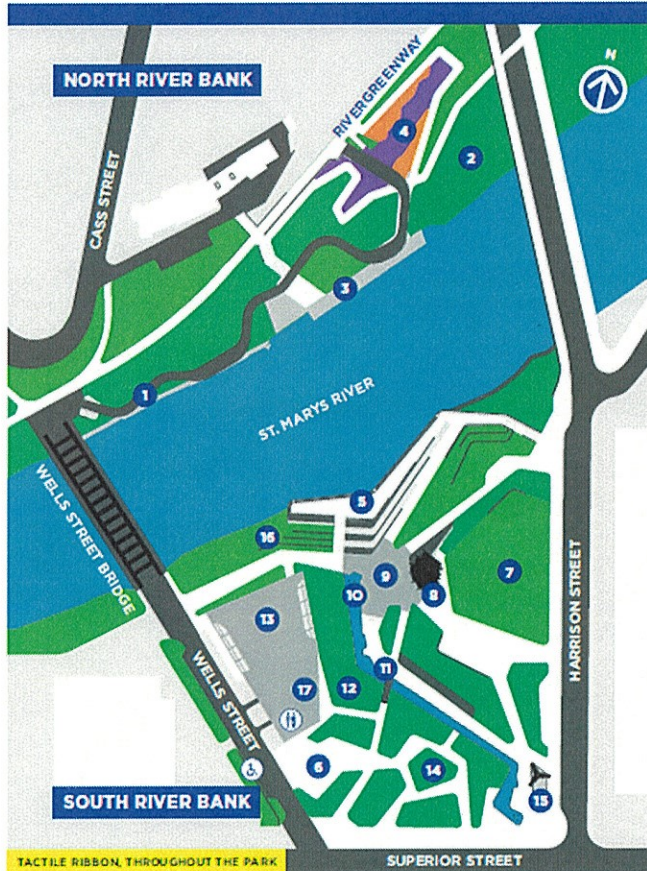 N
NORTH RIVER BANK
RIVERGREENWAY
4
2
CASS STREET
3
1
ST. MARYS RIVER
WELLS STREET BRIDGE
5
16
9
7
10
8
13
11
HARRISON STREET
WELLS STREET
17
12
6
14
15
SOUTH RIVER BANK
TACTILE RIBBON, THROUGHOUT THE PARK
SUPERIOR STREET